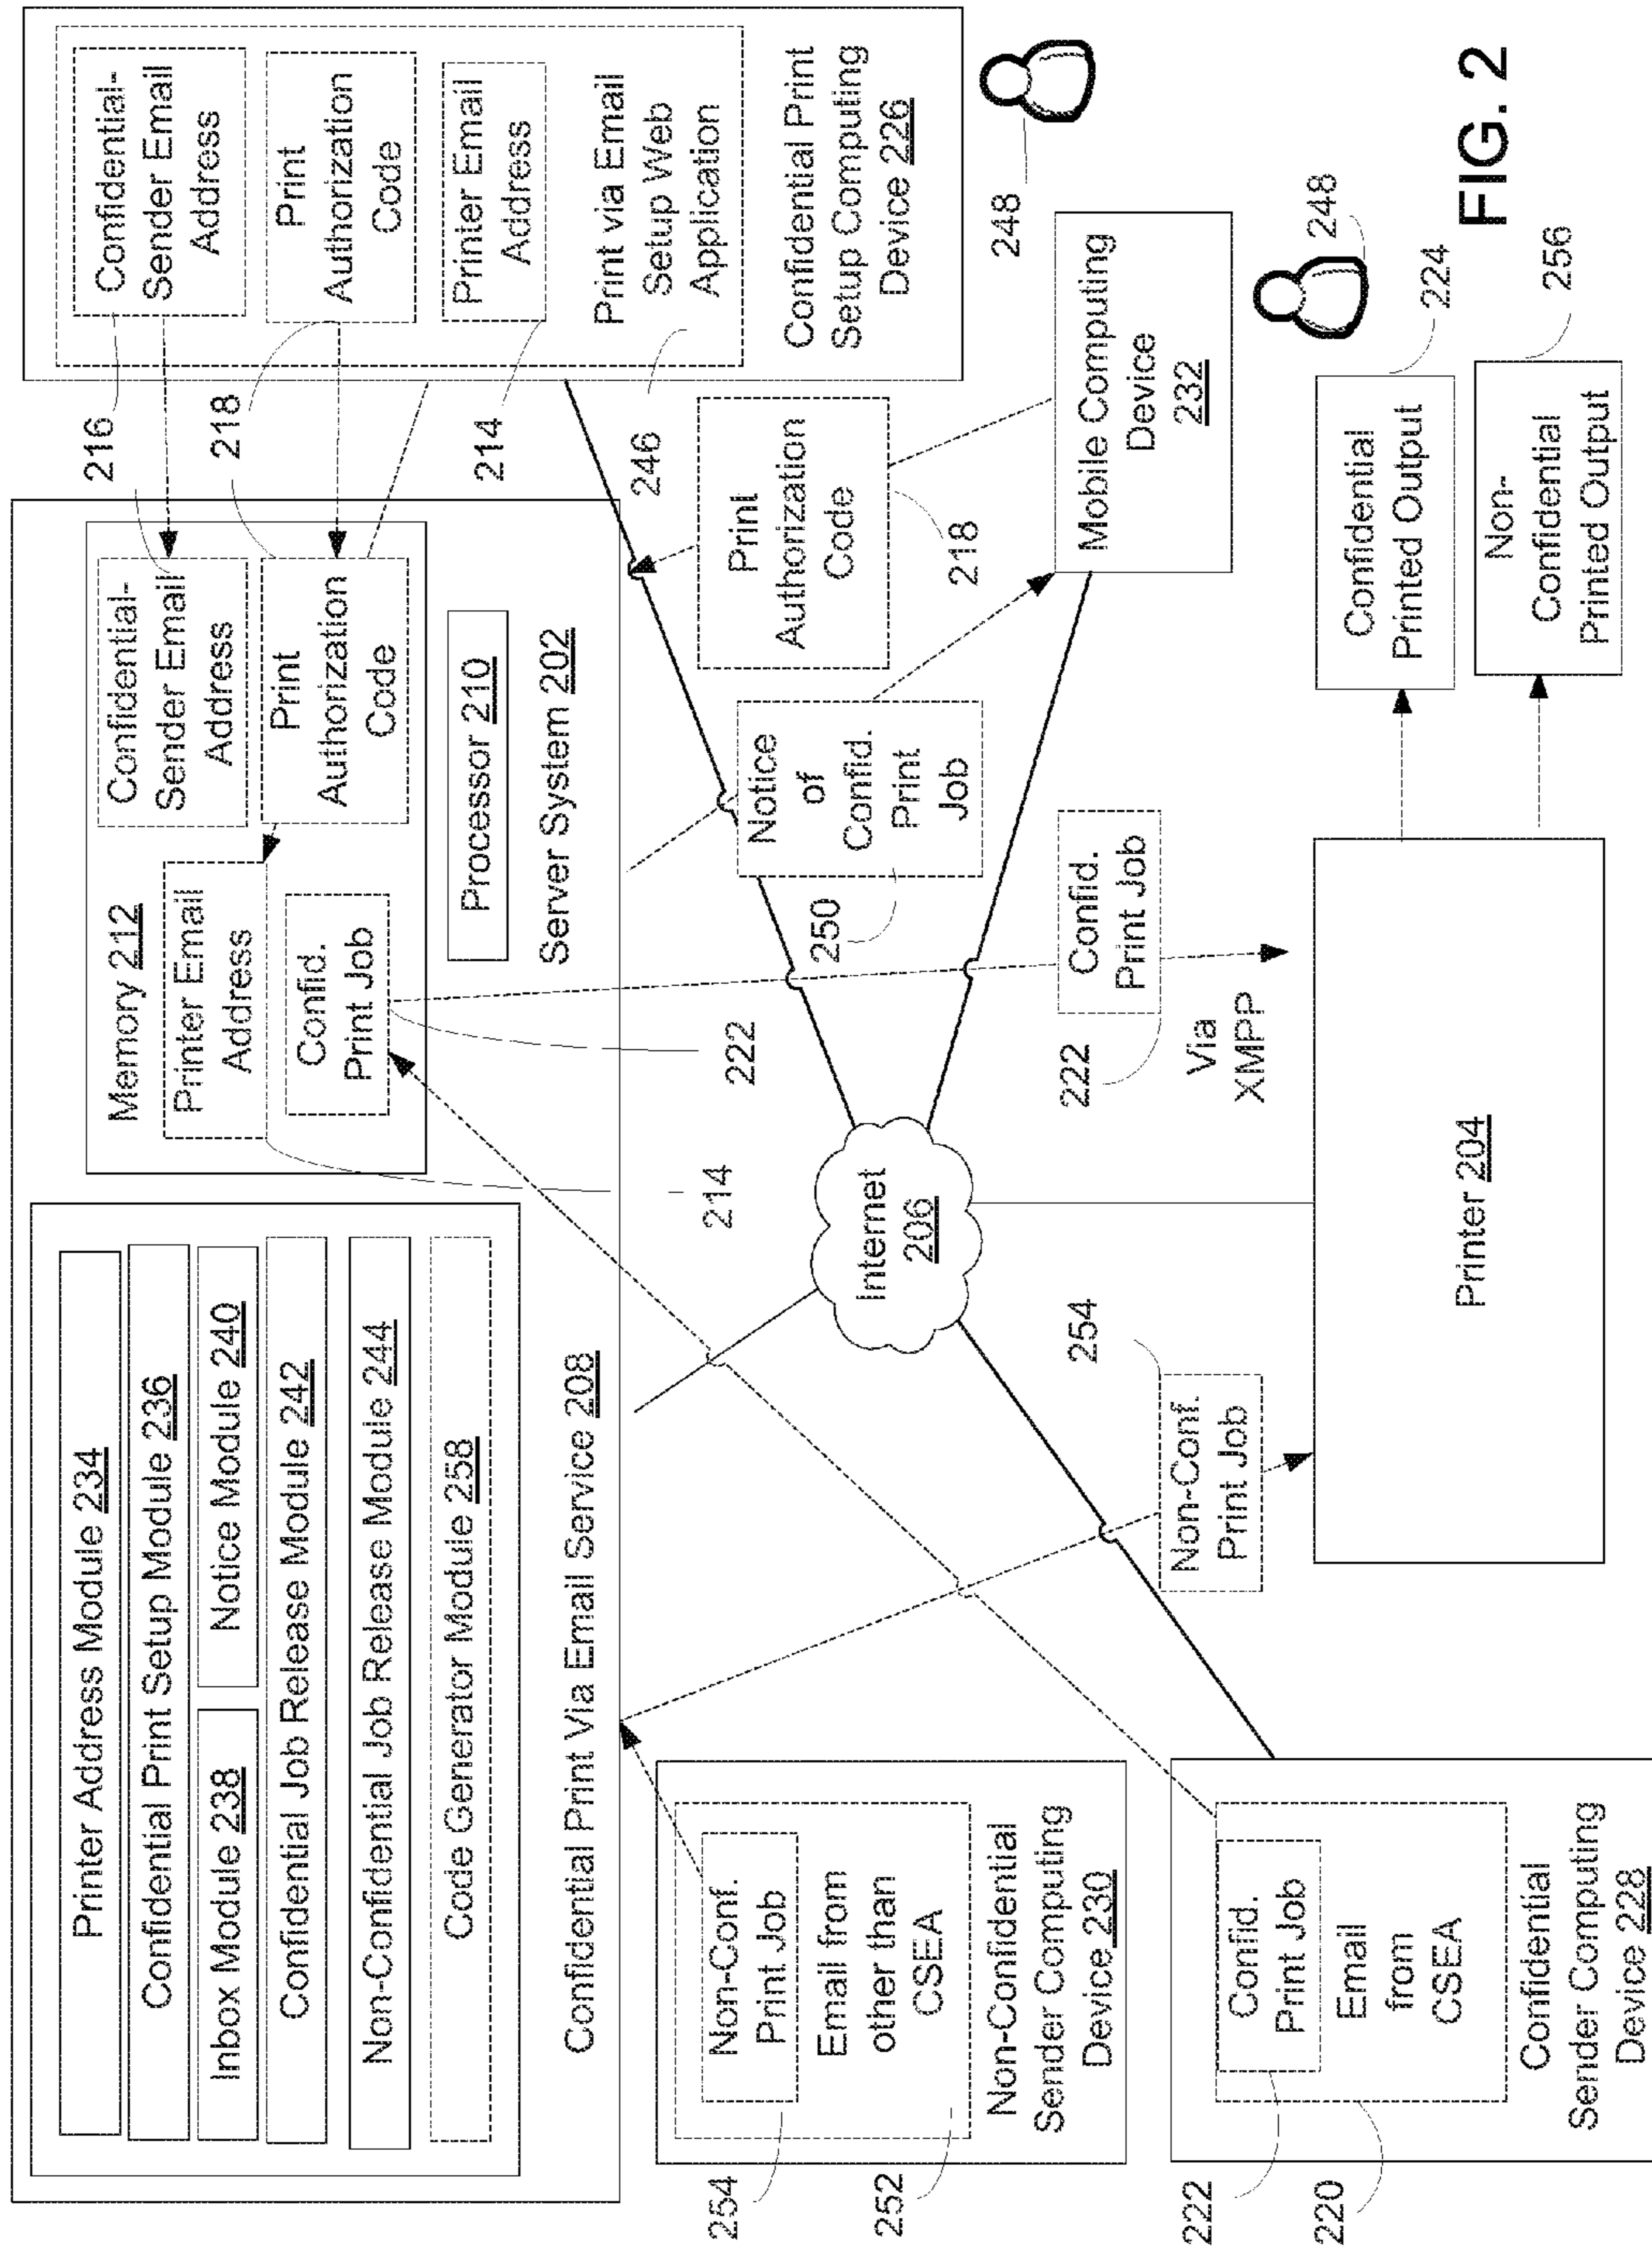 Printer Address Module 234
Confidential Print Setup Module 236
Inbox Module 238
Notice Module 240
Confidential Job Release Module 242
Non-Confidential Job Release Module 244
Code Generator Module 258
Confidential Print Via Email Service 208
Memory 212
Printer Email
Address
Confid.
Print Job
Confidential-
Sender Email
Address
Print
Authorization
Code
Processor 210
Server System 202
214
222
216
218
214
246
Confidential-
Sender Email
Address
Print
Authorization
Code
Printer Email
Address
Print via Email
Setup Web
Application
Confidential Print
Setup Computing
Device 226
248
Non-Conf.
Print Job
Email from
other than
CSEA
Non-Confidential
Sender Computing
Device 230
254
252
Confid.
Print Job
Email
from
CSEA
Confidential
Sender Computing
Device 228
222
220
Internet
206
Notice
of
Confid.
Print
Job
250
Print
Authorization
Code
218
Mobile Computing
Device
232
248
254
Non-Conf.
Print Job
Confid.
Print Job
222
Via
XMPP
Printer 204
Confidential
Printed Output
224
Non-
Confidential
Printed Output
256
FIG. 2